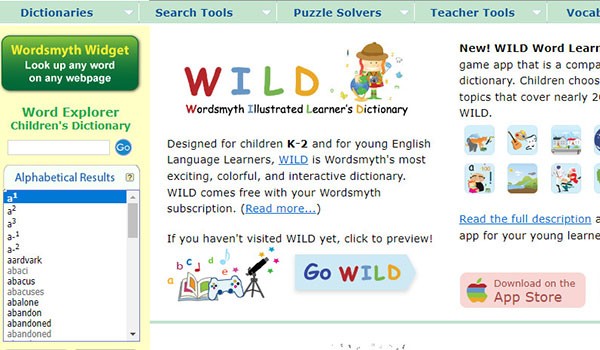 Dictionaries Search Tools Puzzle Solvers Teacher Tools Vocab
Wordsmyth Widget
Look up any word
on any webpage
Word Explorer
Children's Dictionary
Go
Alphabetical Results
?
a1
a2
a3
a-1
a-2
aardvark
abaci
abacus
abacuses
abalone
abandon
abandoned
abandoned
WILD
Wordsmyth Illustrated Learner's Dictionary
Designed for children K-2 and for young English
Language Learners, WILD is Wordsmyth's most
exciting, colorful, and interactive dictionary.
WILD comes free with your Wordsmyth
subscription. (Read more...)
If you haven't visited WILD yet, click to preview!
a b c d e
Go WILD
New! WILD Word Learn
game app that is a compa
dictionary. Children choos
topics that cover nearly 20
WILD.
Read the full description a
app for your young learne
Download on the
App Store